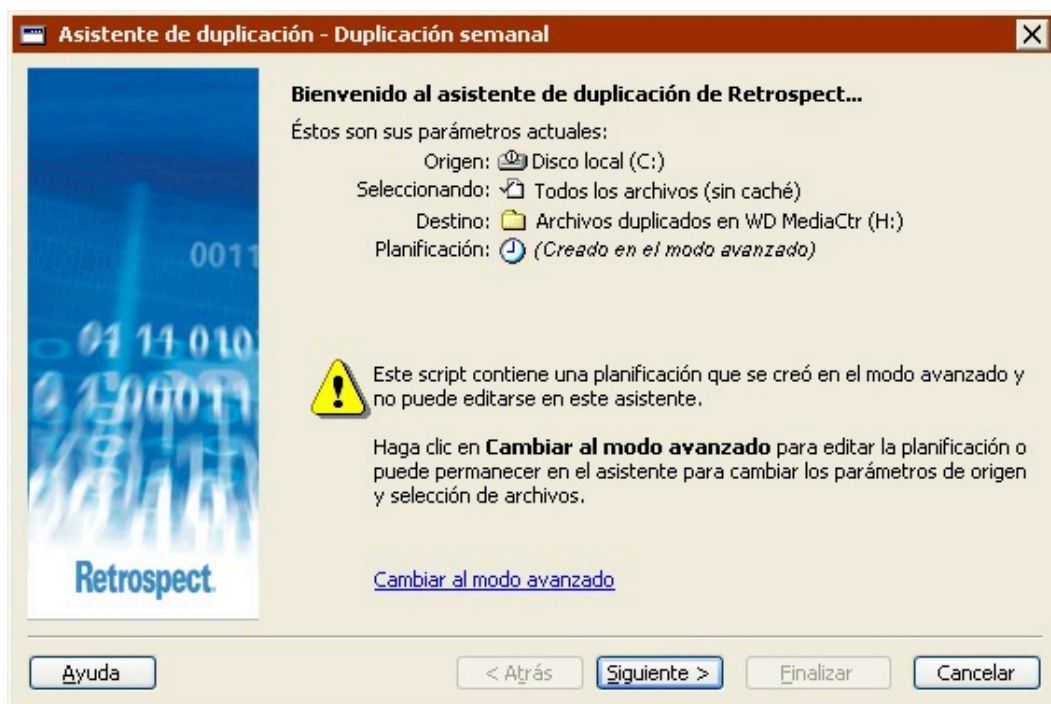 Asistente de duplicación - Duplicación semanal
Bienvenido al asistente de duplicación de Retrospect...
Éstos son sus parámetros actuales:
Origen: Disco local (C:)
Seleccionando: Todos los archivos (sin caché)
Destino: Archivos duplicados en WD MediaCtr (H:)
Planificación: (Creado en el modo avanzado)
0011
01 11 010
Este script contiene una planificación que se creó en el modo avanzado y
no puede editarse en este asistente.
Haga clic en Cambiar al modo avanzado para editar la planificación o
puede permanecer en el asistente para cambiar los parámetros de origen
y selección de archivos.
Retrospect.
Cambiar al modo avanzado
Ayuda
< Atrás
Siguiente >
Finalizar
Cancelar